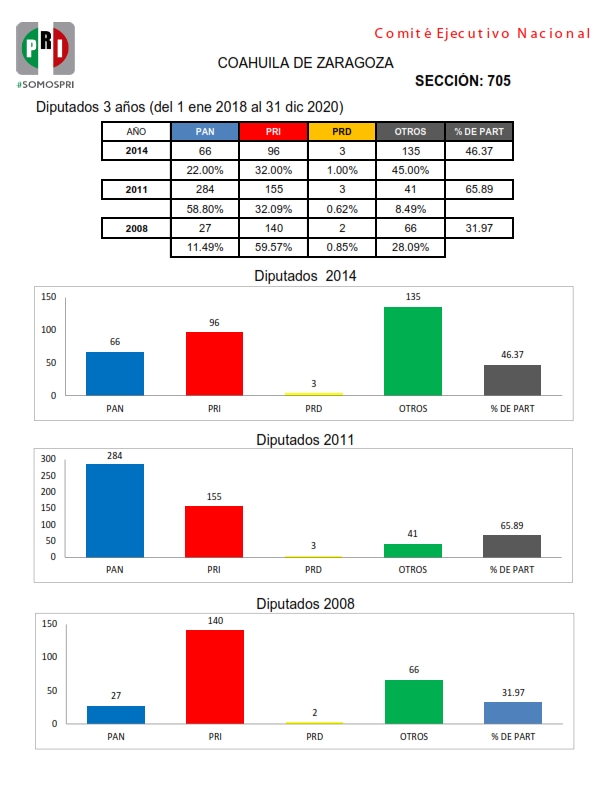 Comité Ejecutivo Nacional
PRI
#SOMOSPRI
COAHUILA DE ZARAGOZA
SECCIÓN: 705
Diputados 3 años (del 1 ene 2018 al 31 dic 2020)
AÑO PAN PRI PRD OTROS % DE PART
2014 66 96 3 135 46.37
22.00% 32.00% 1.00% 45.00%
2011 284 155 3 41 65.89
58.80% 32.09% 0.62% 8.49%
2008 27 140 2 66 31.97
11.49% 59.57% 0.85% 28.09%
Diputados 2014
150
100
50
0
66
96
3
135
46.37
PAN PRI PRD OTROS % DE PART
Diputados 2011
300
250
200
150
100
50
0
284
155
3
41
65.89
PAN PRI PRD OTROS % DE PART
Diputados 2008
150
100
50
0
27
140
2
66
31.97
PAN PRI PRD OTROS % DE PART